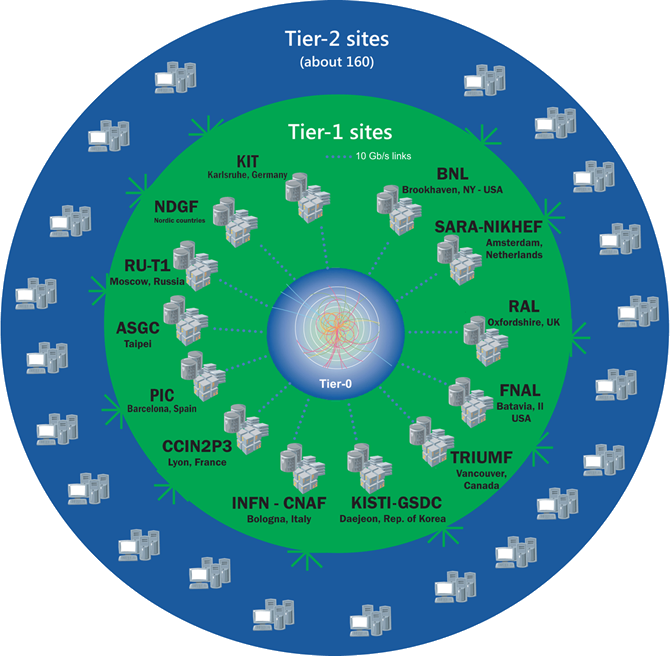 Tier-2 sites
(about 160)
Tier-1 sites
10 Gb/s links
KIT
Karlsruhe, Germany
BNL
Brookhaven, NY - USA
NDGF
Nordic countries
SARA-NIKHEF
Amsterdam,
Netherlands
RU-T1
Moscow, Russia
RAL
Oxfordshire, UK
ASGC
Taipei
Tier-0
PIC
Barcelona, Spain
FNAL
Batavia, Il
USA
CCIN2P3
Lyon, France
TRIUMF
Vancouver,
Canada
INFN - CNAF
Bologna, Italy
KISTI-GSDC
Daejeon, Rep. of Korea